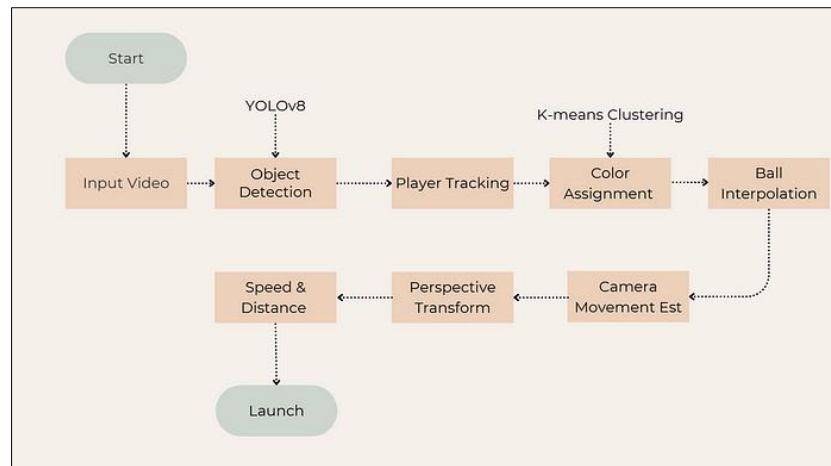 Start
YOLOv8
K-means Clustering
Input Video
Object
Detection
Player Tracking
Color
Assignment
Ball
Interpolation
Speed &
Distance
Perspective
Transform
Camera
Movement Est
Launch